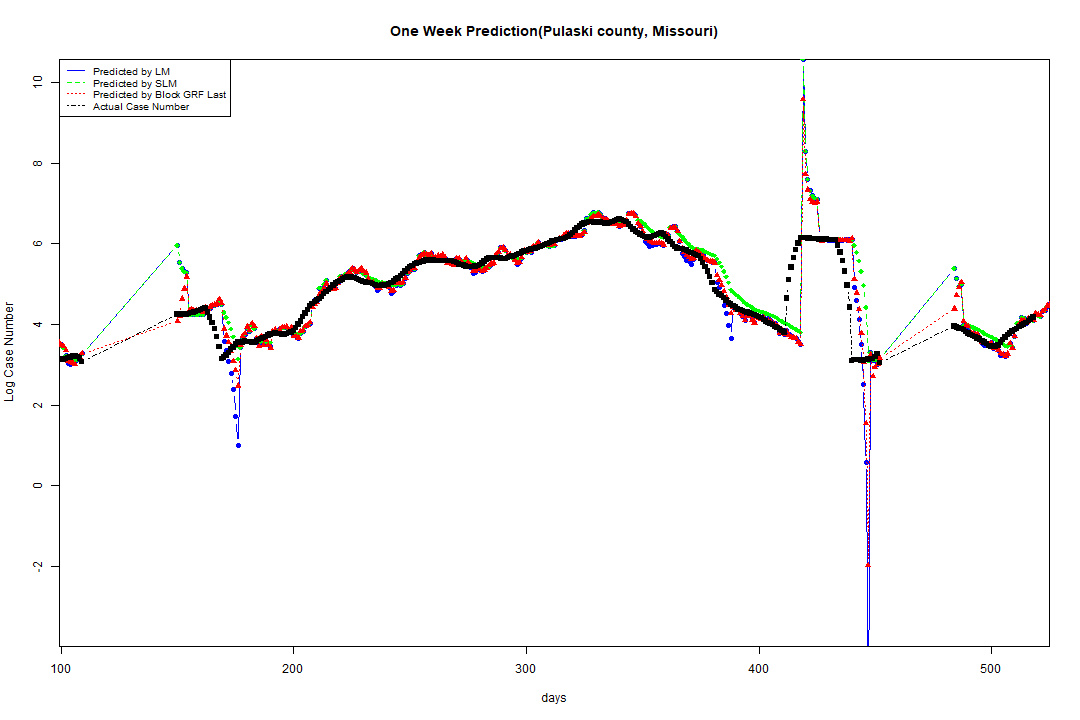 One Week Prediction(Pulaski county, Missouri)
Predicted by LM
Predicted by SLM
Predicted by Block GRF Last
Actual Case Number
10
8
6
4
2
0
-2
Log Case Number
100 200 300 400 500
days